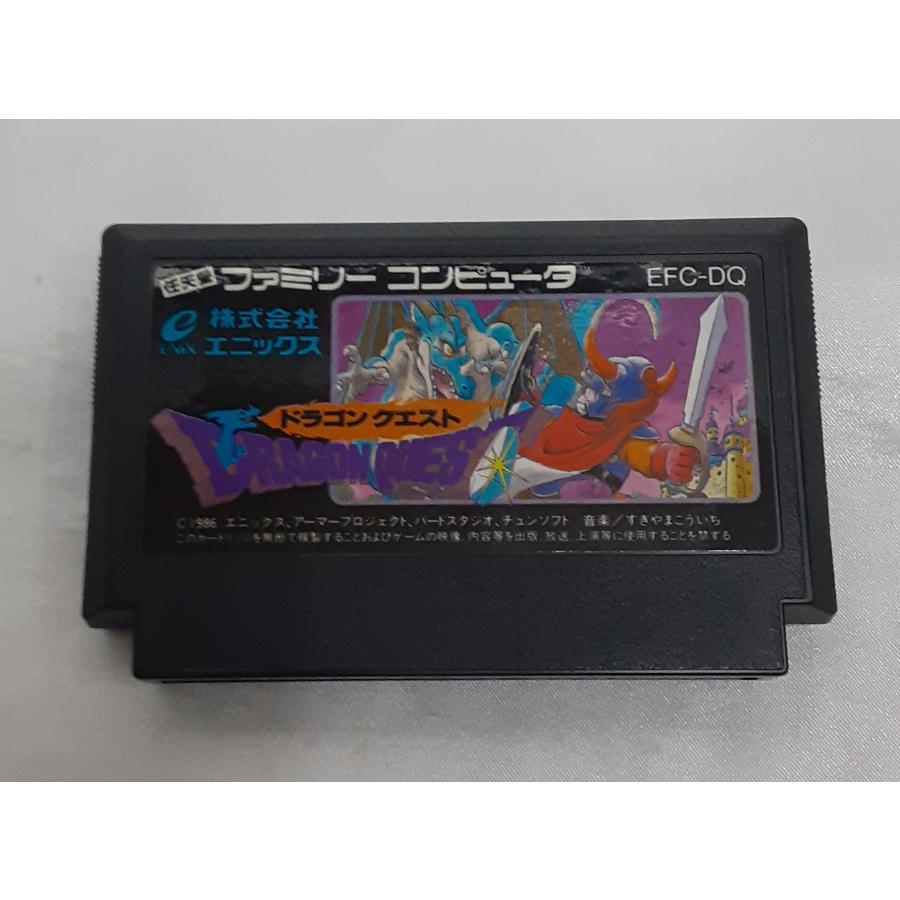 任天堂 ファミリー コンピュータ™ EFC-DQ
株式会社
ENIX エニックス
ドラゴンクエスト
DRAGON QUEST
©1986 エニックス、アーマープロジェクト、バードスタジオ、チュンソフト 音楽/すぎやまこういち
このカートリッジを無断で複製することおよびゲームの映像、内容等を出版、放送、上演等に使用することを禁する